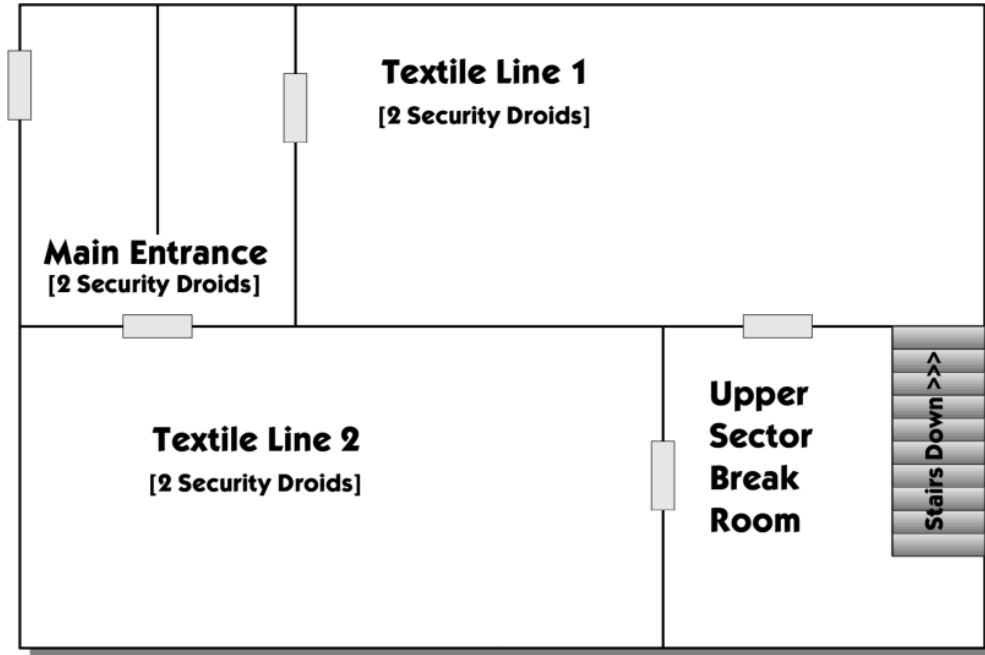 Textile Line 1
[2 Security Droids]
Main Entrance
[2 Security Droids]
Textile Line 2
[2 Security Droids]
Upper
Sector
Break
Room
Stairs Down >>>